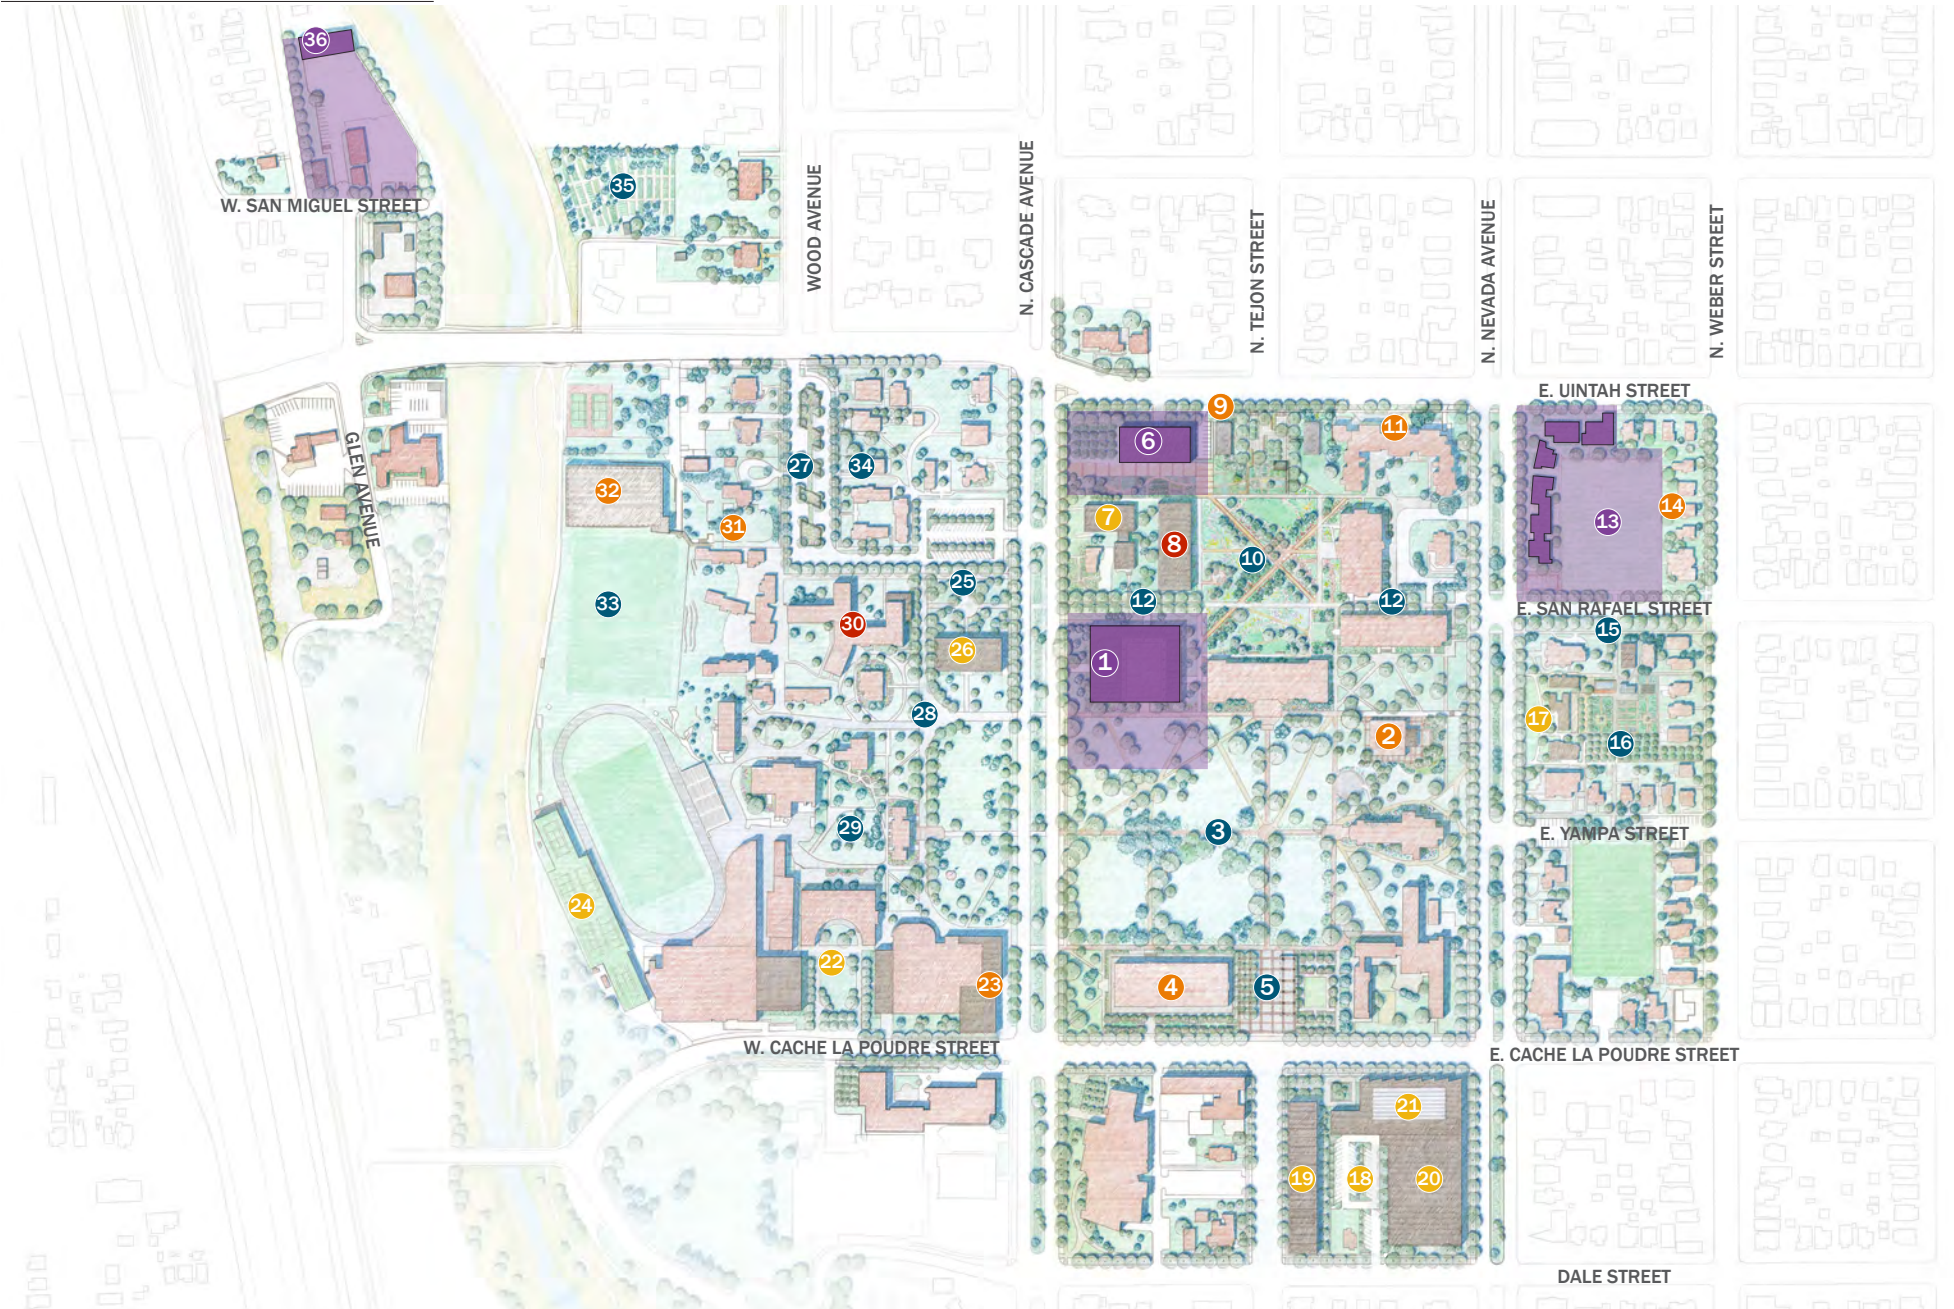 36
35
W. SAN MIGUEL STREET
WOOD AVENUE
N. CASCADE AVENUE
N. TEJON STREET
N. NEVADA AVENUE
N. WEBER STREET
E. UINTAH STREET
GLEN AVENUE
9
11
6
27
34
32
31
7
8
10
13
14
33
25
12
12
E. SAN RAFAEL STREET
30
26
15
1
28
2
17
16
29
3
E. YAMPA STREET
24
22
23
4
5
W. CACHE LA POUDRE STREET
E. CACHE LA POUDRE STREET
21
19
18
20
DALE STREET